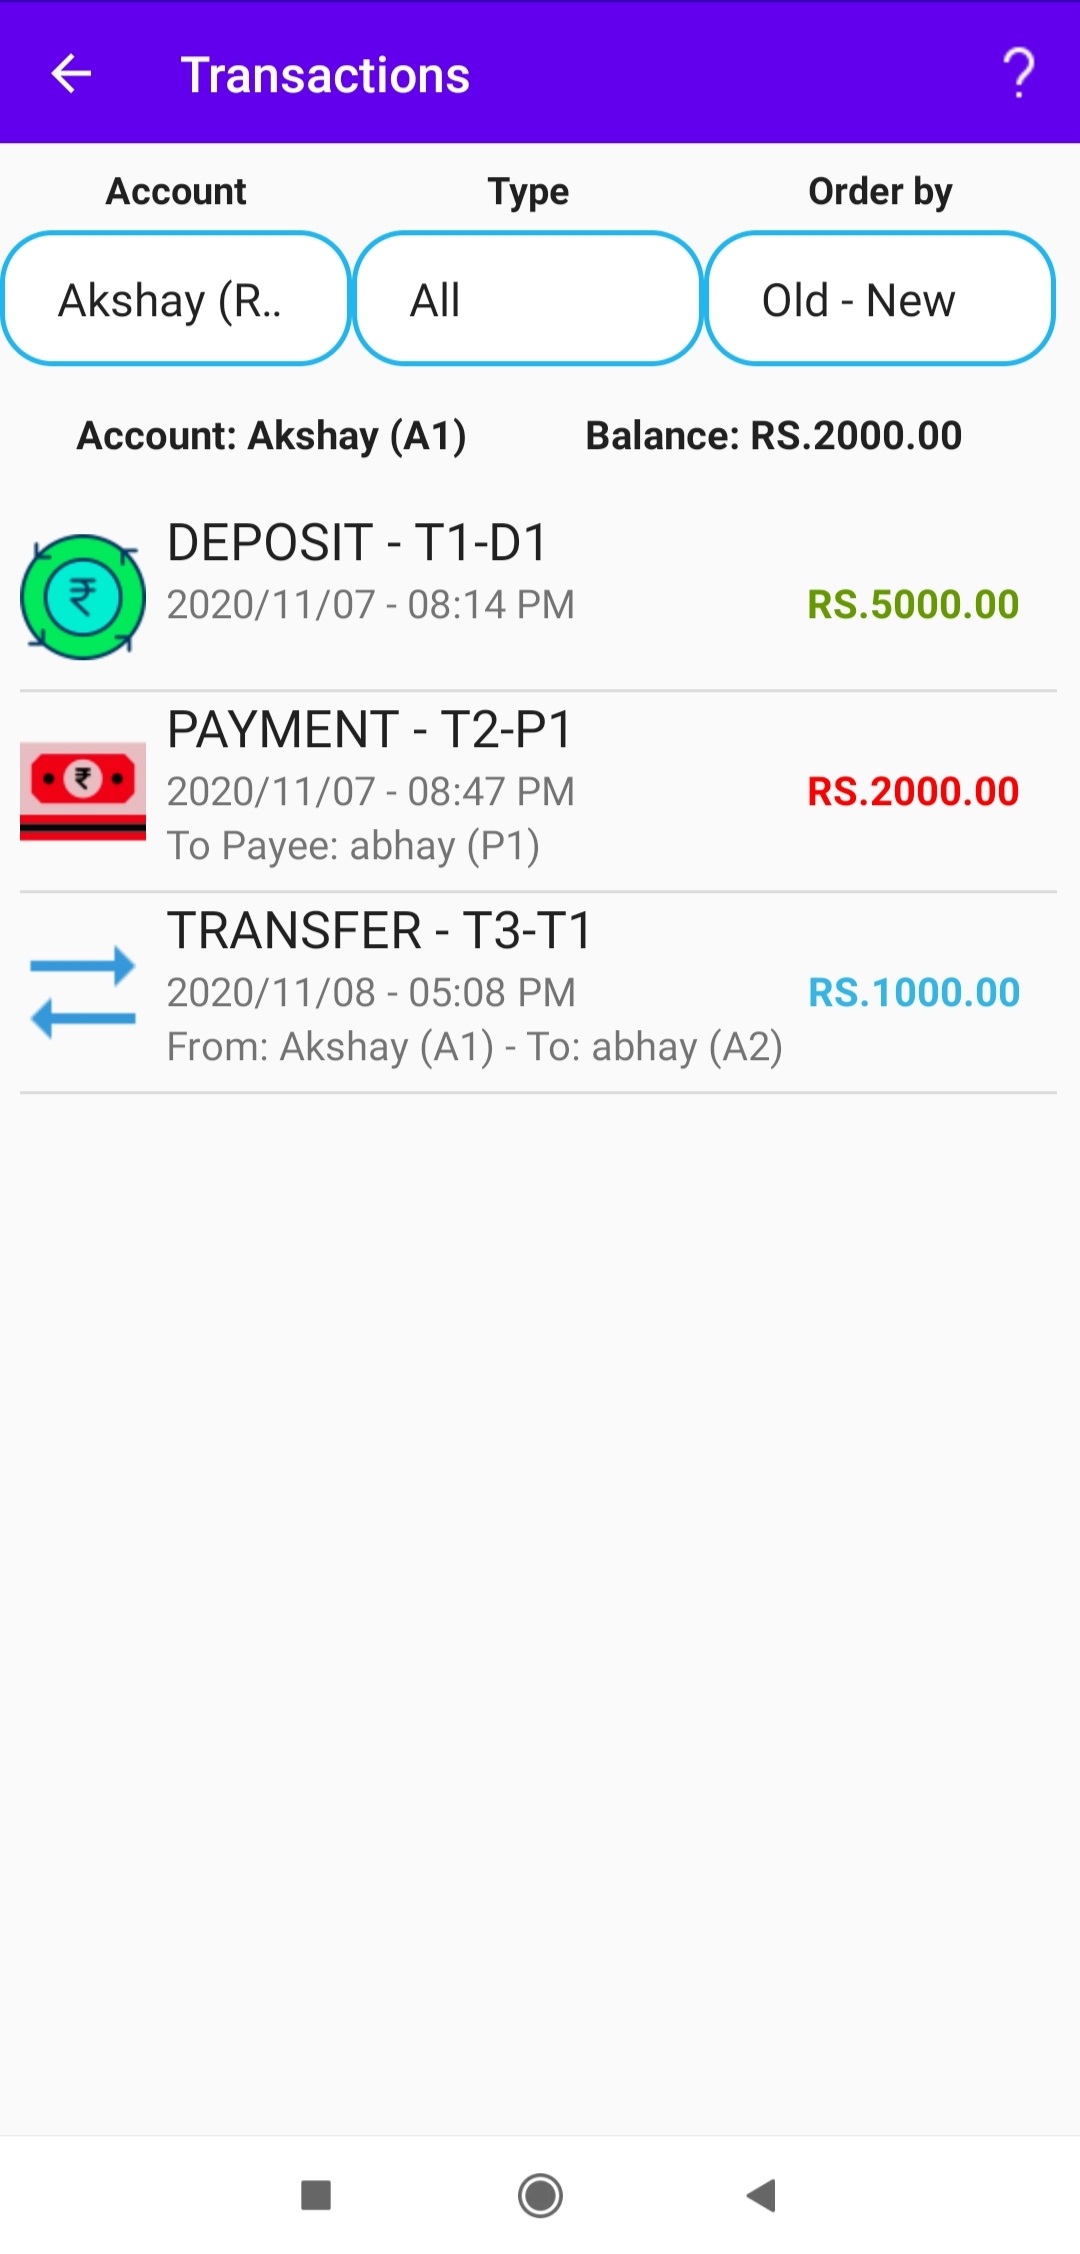 Transactions
Account Type Order by
Akshay (R.. All Old - New
Account: Akshay (A1) Balance: RS.2000.00
DEPOSIT - T1-D1
2020/11/07 - 08:14 PM RS.5000.00
PAYMENT - T2-P1
2020/11/07 - 08:47 PM RS.2000.00
To Payee: abhay (P1)
TRANSFER - T3-T1
2020/11/08 - 05:08 PM RS.1000.00
From: Akshay (A1) - To: abhay (A2)